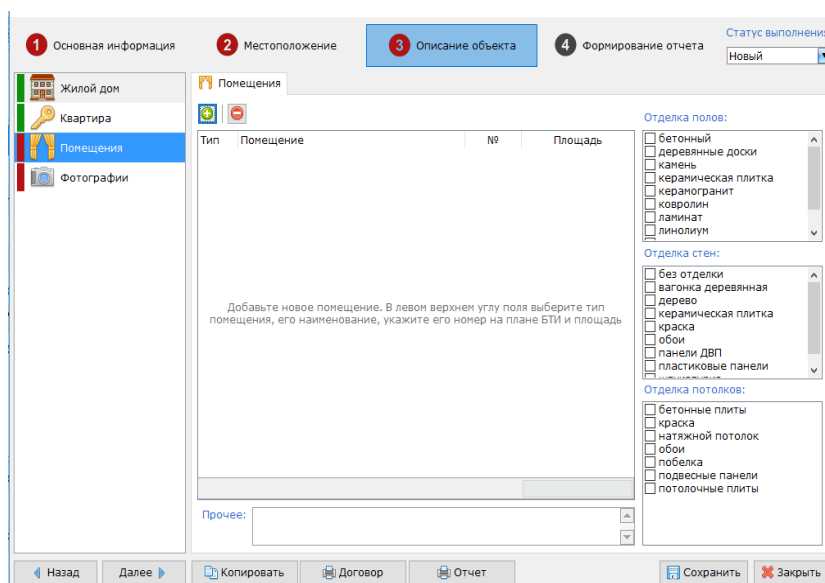 1 Основная информация
2 Местоположение
3 Описание объекта
4 Формирование отчета
Статус выполнения
Новый
Жилой дом
Квартира
Помещения
Фотографии
Помещения
Тип Помещение № Площадь
Добавьте новое помещение. В левом верхнем углу поля выберите тип
помещения, его наименование, укажите его номер на плане БТИ и площадь
Прочее:
Отделка полов:
бетонный
деревянные доски
камень
керамическая плитка
керамогранит
ковролин
ламинат
линолиум
Отделка стен:
без отделки
вагонка деревянная
дерево
керамическая плитка
краска
обои
панели ДВП
пластиковые панели
Отделка потолков:
бетонные плиты
краска
натяжной потолок
обои
побелка
подвесные панели
потолочные плиты
Назад
Далее
Копировать
Договор
Отчет
Сохранить
Закрыть